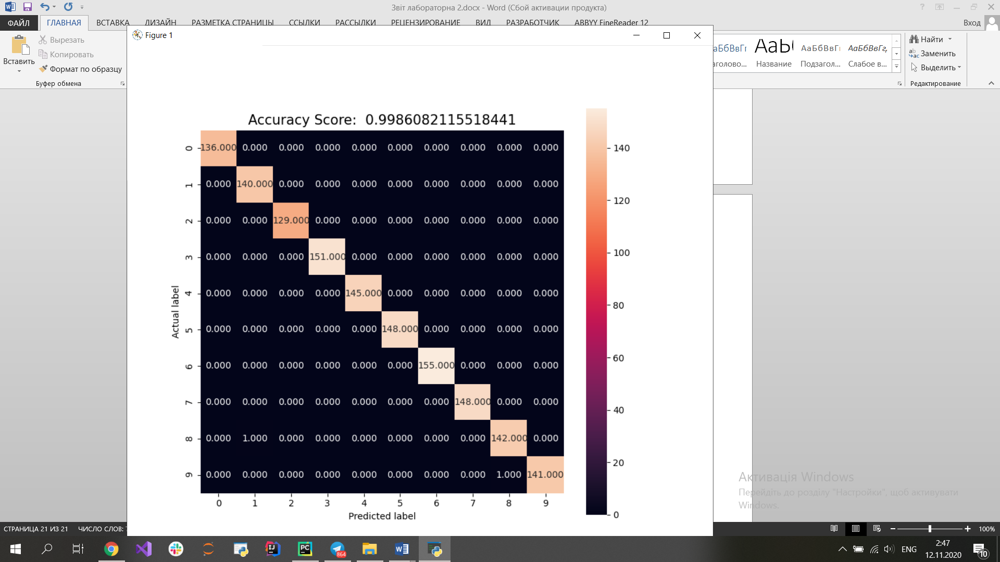 Звіт лабораторна 2.docx - Word (Сбой активации продукта)
ФАЙЛ ГЛАВНАЯ ВСТАВКА ДИЗАЙН РАЗМЕТКА СТРАНИЦЫ ССЫЛКИ РАССЫЛКИ РЕЦЕНЗИРОВАНИЕ ВИД РАЗРАБОТЧИК ABBYY FineReader 12 Вход
Вставить
Вырезать
Копировать
Формат по образцу
Буфер обмена
АаБбВвГг,
Название Подзагол... Слабое в...
Найти
Заменить
Выделить
Редактирование
Figure 1
Accuracy Score: 0.9986082115518441
0 136.000 0.000 0.000 0.000 0.000 0.000 0.000 0.000 0.000 0.000
1 0.000 140.000 0.000 0.000 0.000 0.000 0.000 0.000 0.000 0.000
2 0.000 0.000 129.000 0.000 0.000 0.000 0.000 0.000 0.000 0.000
3 0.000 0.000 0.000 151.000 0.000 0.000 0.000 0.000 0.000 0.000
4 0.000 0.000 0.000 0.000 145.000 0.000 0.000 0.000 0.000 0.000
5 0.000 0.000 0.000 0.000 0.000 148.000 0.000 0.000 0.000 0.000
6 0.000 0.000 0.000 0.000 0.000 0.000 155.000 0.000 0.000 0.000
7 0.000 0.000 0.000 0.000 0.000 0.000 0.000 148.000 0.000 0.000
8 0.000 1.000 0.000 0.000 0.000 0.000 0.000 0.000 142.000 0.000
9 0.000 0.000 0.000 0.000 0.000 0.000 0.000 0.000 1.000 141.000
0 1 2 3 4 5 6 7 8 9
Predicted label
Actual label
140
120
100
80
60
40
20
0
Активація Windows
Перейдіть до розділу "Настройки", щоб активувати
Windows.
СТРАНИЦА 21 ИЗ 21 ЧИСЛО СЛОВ: 100%
864
ENG
2:47
12.11.2020
10